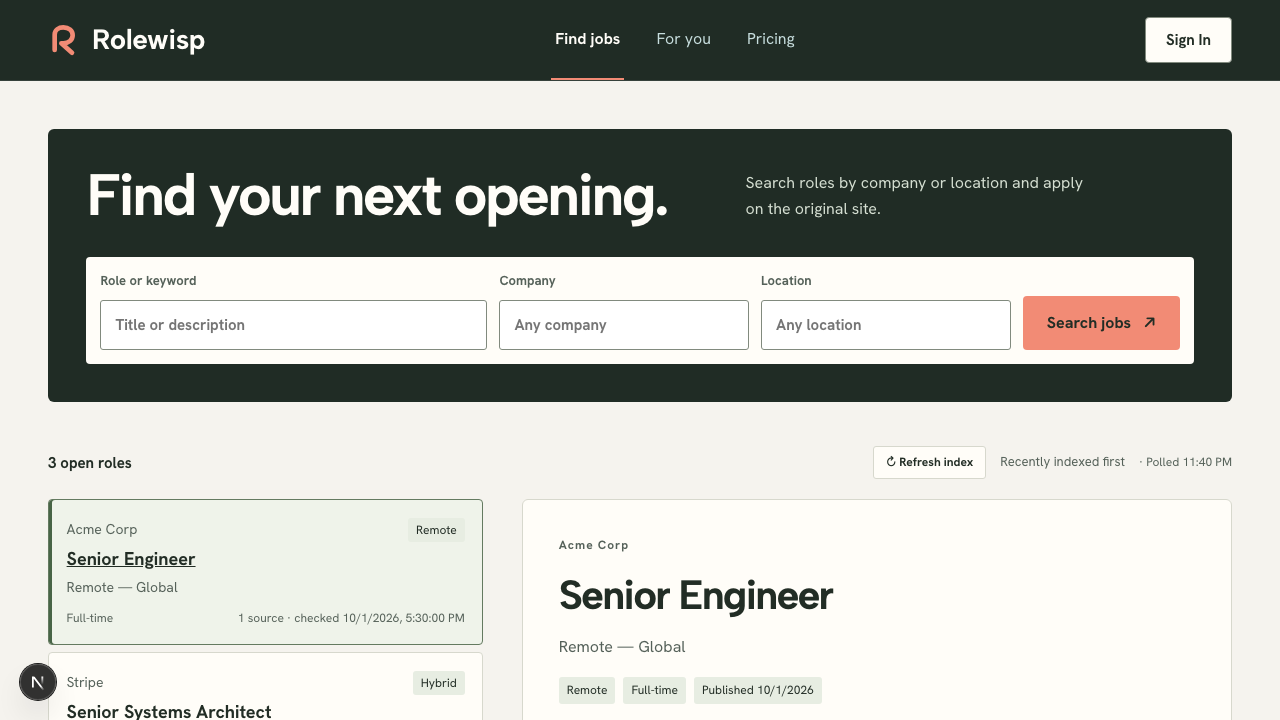 Rolewisp
Find jobs
For you
Pricing
Sign In
Find your next opening.
Search roles by company or location and apply
on the original site.
Role or keyword
Company
Location
Title or description
Any company
Any location
Search jobs
3 open roles
Refresh index
Recently indexed first
· Polled 11:40 PM
Acme Corp
Remote
Senior Engineer
Remote — Global
Full-time
1 source · checked 10/1/2026, 5:30:00 PM
Stripe
Hybrid
Senior Systems Architect
Acme Corp
Senior Engineer
Remote — Global
Remote
Full-time
Published 10/1/2026
N